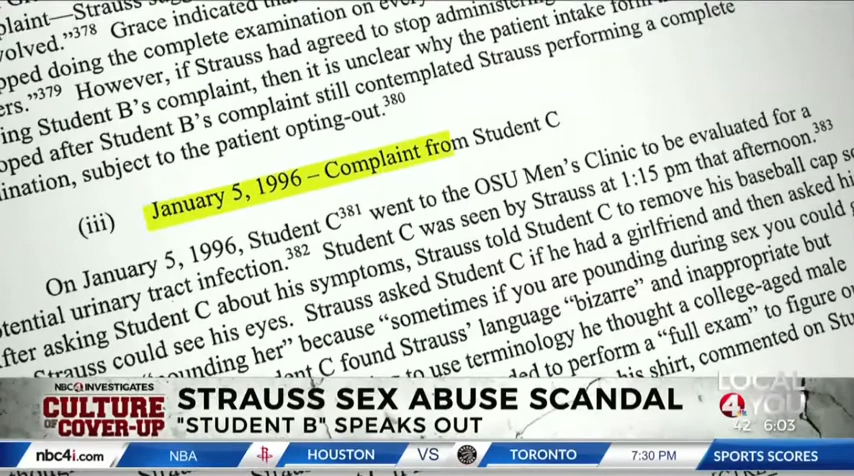 plaint—Strauss
volved."378 Grace indicated that
pped doing the complete examination on every
ers."379 However, if Strauss had agreed to stop administering
ing Student B's complaint, then it is unclear why the patient intake form
oped after Student B's complaint still contemplated Strauss performing a complete
ination, subject to the patient opting-out.380
(iii) January 5, 1996 – Complaint from Student C
On January 5, 1996, Student C381 went to the OSU Men's Clinic to be evaluated for a
otential urinary tract infection.382 Student C was seen by Strauss at 1:15 pm that afternoon.383
fter asking Student C about his symptoms, Strauss told Student C to remove his baseball cap so
Strauss could see his eyes. Strauss asked Student C if he had a girlfriend and then asked his
ounding her" because "sometimes if you are pounding during sex you could g
ent C found Strauss' language "bizarre" and inappropriate but
to use terminology he thought a college-aged male
ded to perform a "full exam" to figure ou
his shirt, commented on Stu
NBC4 INVESTIGATES
CULTURE
OF COVER-UP
STRAUSS SEX ABUSE SCANDAL
"STUDENT B" SPEAKS OUT
LOCAL
4 YOU
42 6:03
nbc4i.com NBA HOUSTON VS TORONTO 7:30 PM SPORTS SCORES